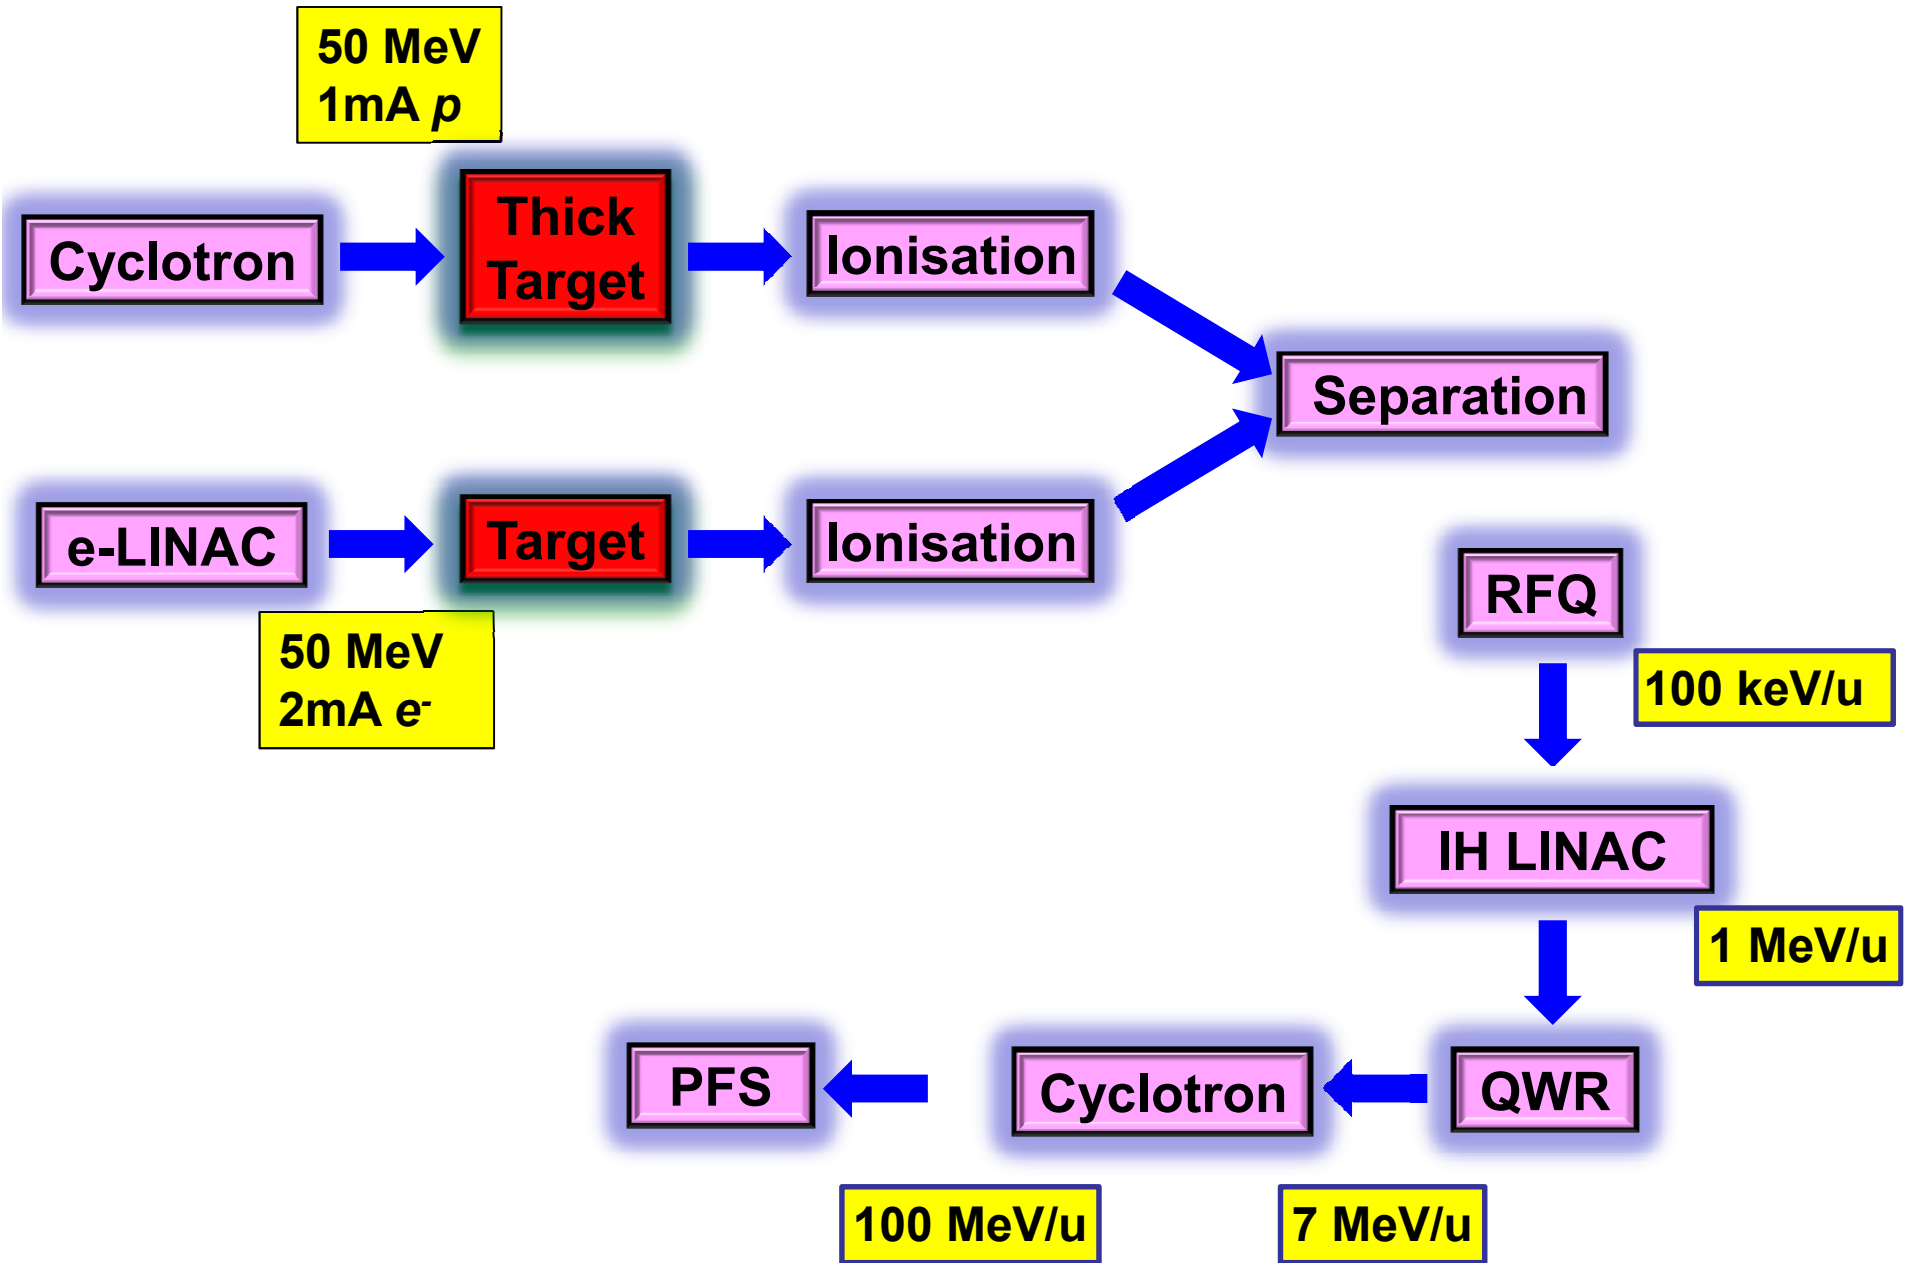 50 MeV
1mA p
Cyclotron
Thick
Target
Ionisation
Separation
e-LINAC
Target
Ionisation
50 MeV
2mA e-
RFQ
100 keV/u
IH LINAC
1 MeV/u
PFS
Cyclotron
QWR
100 MeV/u
7 MeV/u